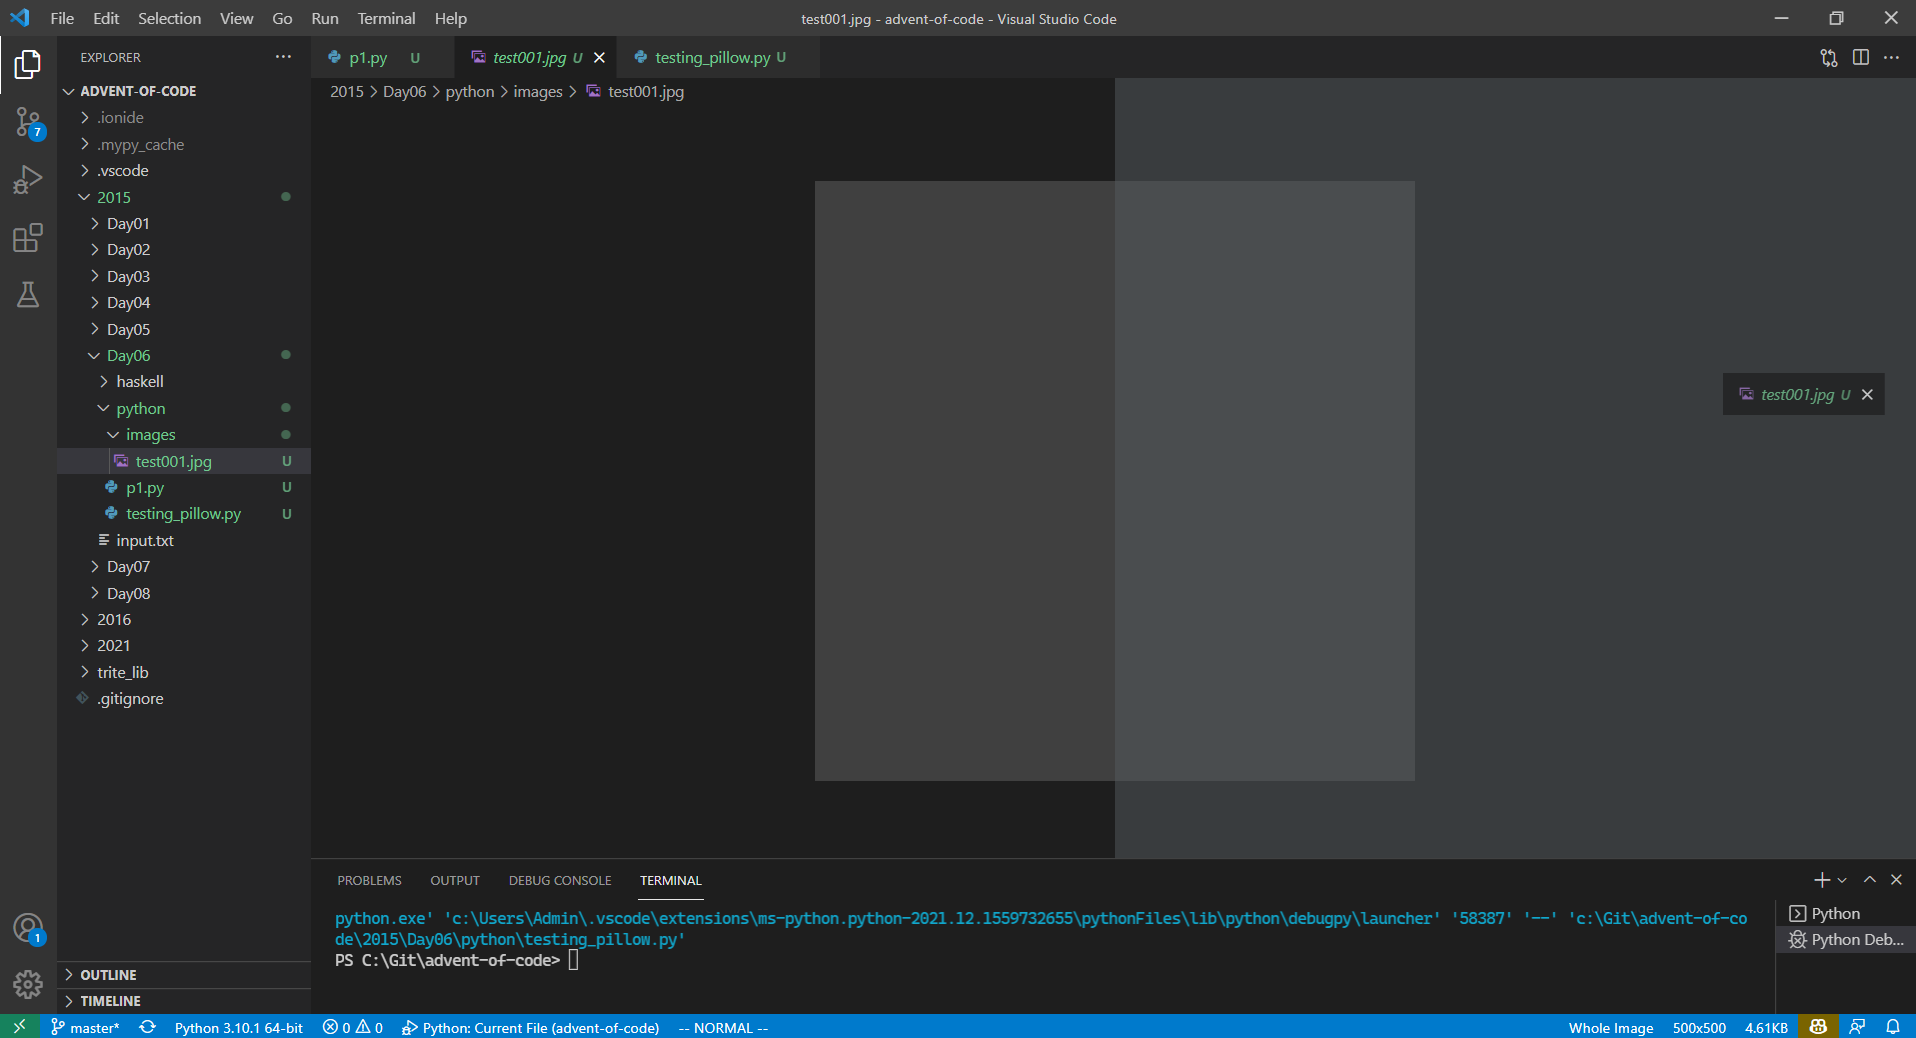 File Edit Selection View Go Run Terminal Help
test001.jpg - advent-of-code - Visual Studio Code
EXPLORER
p1.py U
test001.jpg U
testing_pillow.py U
2015 > Day06 > python > images > test001.jpg
ADVENT-OF-CODE
.ionide
.mypy_cache
.vscode
2015
Day01
Day02
Day03
Day04
Day05
Day06
haskell
python
images
test001.jpg U
p1.py U
testing_pillow.py U
input.txt
Day07
Day08
2016
2021
trite_lib
.gitignore
OUTLINE
TIMELINE
7
1
test001.jpg U
PROBLEMS OUTPUT DEBUG CONSOLE TERMINAL
python.exe' 'c:\Users\Admin\.vscode\extensions\ms-python.python-2021.12.1559732655\pythonFiles\lib\python\debugpy\launcher' '58387' '--' 'c:\Git\advent-of-co
de\2015\Day06\python\testing_pillow.py'
PS C:\Git\advent-of-code>
Python
Python Deb...
master* Python 3.10.1 64-bit 0 0 Python: Current File (advent-of-code) -- NORMAL -- Whole Image 500x500 4.61KB